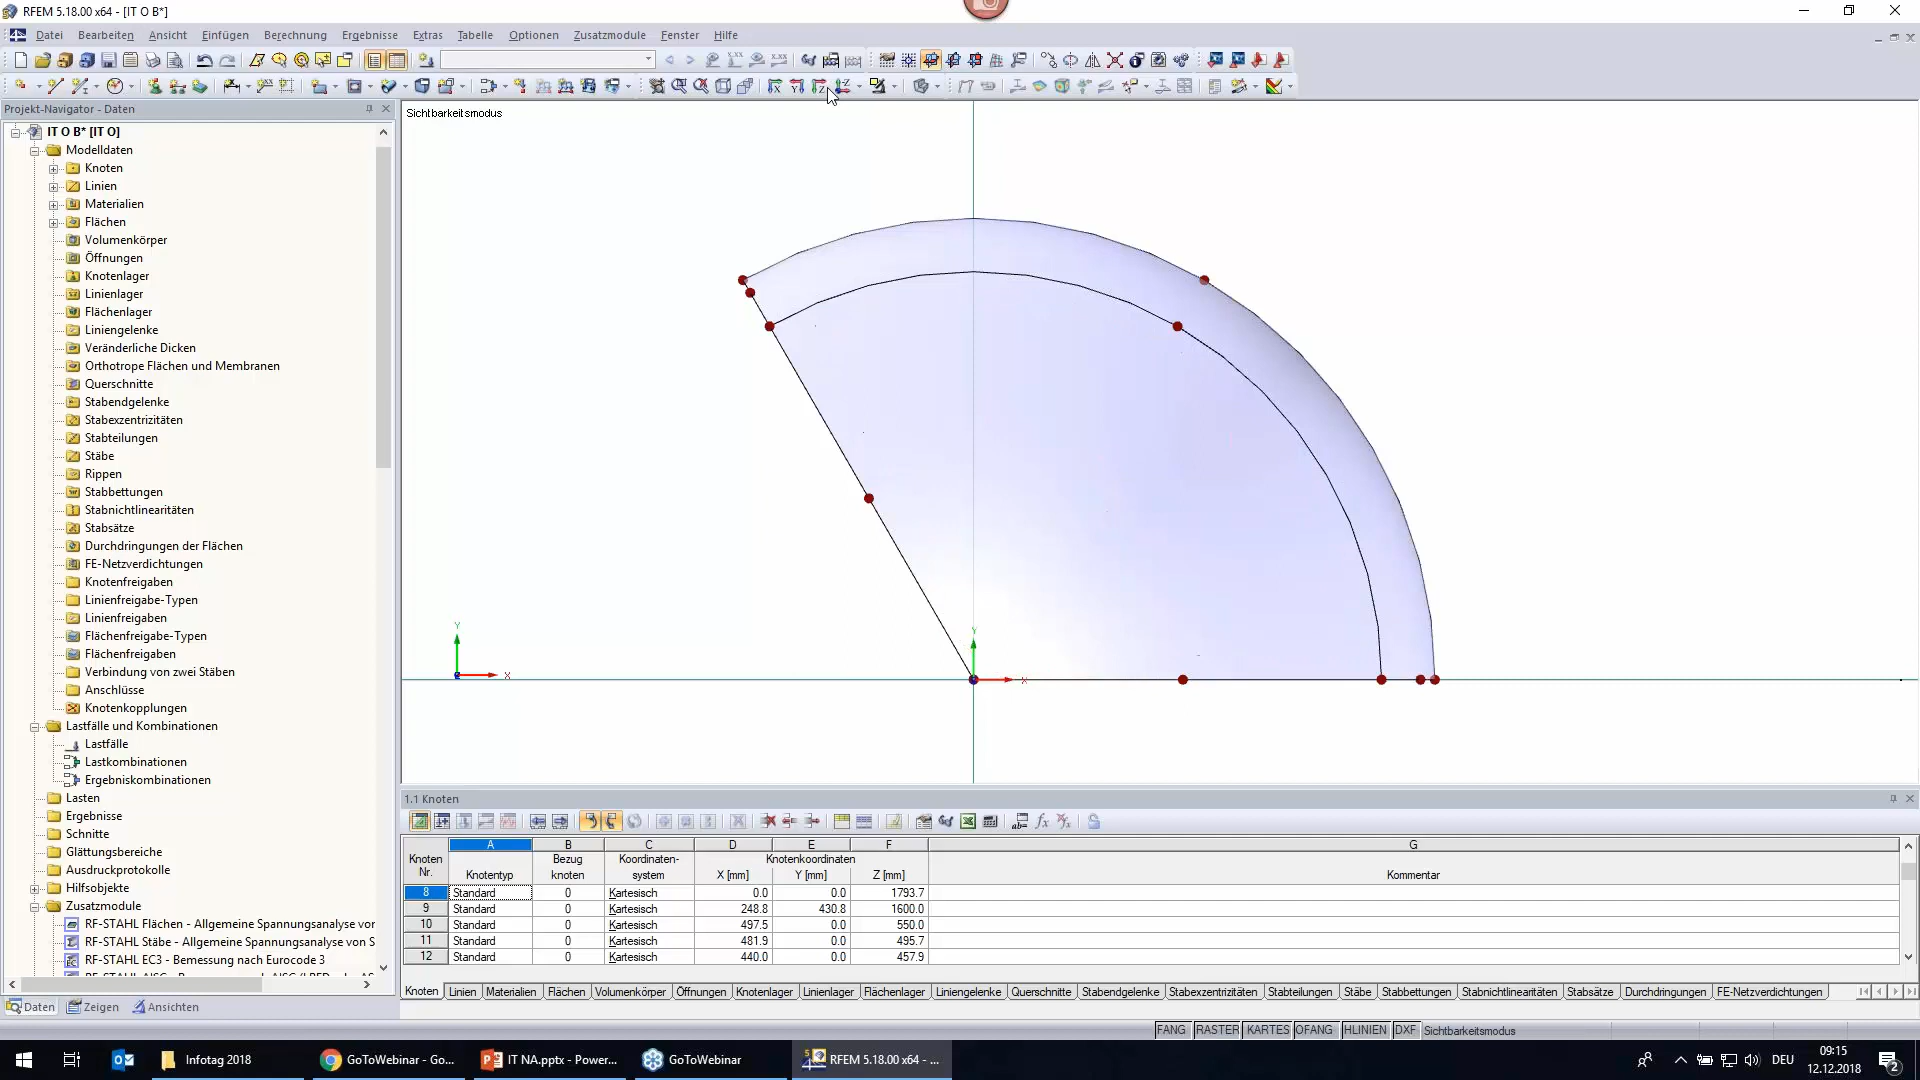 RFEM 5.18.00 x64 - [IT O B*]
Datei Bearbeiten Ansicht Einfügen Berechnung Ergebnisse Extras Tabelle Optionen Zusatzmodule Fenster Hilfe
Projekt-Navigator - Daten
IT O B* [IT O]
Modelldaten
Knoten
Linien
Materialien
Flächen
Volumenkörper
Öffnungen
Knotenlager
Linienlager
Flächenlager
Liniengelenke
Veränderliche Dicken
Orthotrope Flächen und Membranen
Querschnitte
Stabendgelenke
Stabexzentrizitäten
Stabteilungen
Stäbe
Rippen
Stabbettungen
Stabnichtlinearitäten
Stabsätze
Durchdringungen der Flächen
FE-Netzverdichtungen
Knotenfreigaben
Linienfreigabe-Typen
Linienfreigaben
Flächenfreigabe-Typen
Flächenfreigaben
Verbindung von zwei Stäben
Anschlüsse
Knotenkopplungen
Lastfälle und Kombinationen
Lastfälle
Lastkombinationen
Ergebniskombinationen
Lasten
Ergebnisse
Schnitte
Glättungsbereiche
Ausdruckprotokolle
Hilfsobjekte
Zusatzmodule
RF-STAHL Flächen - Allgemeine Spannungsanalyse vor
RF-STAHL Stäbe - Allgemeine Spannungsanalyse von S
RF-STAHL EC3 - Bemessung nach Eurocode 3
Daten Zeigen Ansichten
Sichtbarkeitsmodus
Y
X
Y
X
1.1 Knoten
A B C D E F G
Knoten Bezug Koordinaten- Knotenkoordinaten
Nr. Knotentyp knoten system X [mm] Y [mm] Z [mm] Kommentar
8 Standard 0 Kartesisch 0.0 0.0 1793.7
9 Standard 0 Kartesisch 248.8 430.8 1600.0
10 Standard 0 Kartesisch 497.5 0.0 550.0
11 Standard 0 Kartesisch 481.9 0.0 495.7
12 Standard 0 Kartesisch 440.0 0.0 457.9
Knoten Linien Materialien Flächen Volumenkörper Öffnungen Knotenlager Linienlager Flächenlager Liniengelenke Querschnitte Stabendgelenke Stabexzentrizitäten Stabteilungen Stäbe Stabbettungen Stabnichtlinearitäten Stabsätze Durchdringungen FE-Netzverdichtungen
FANG RASTER KARTES OFANG HLINIEN DXF Sichtbarkeitsmodus
Infotag 2018 GoToWebinar - Go... IT NA.pptx - Power... GoToWebinar RFEM 5.18.00 x64 - ... DEU 09:15
12.12.2018
2